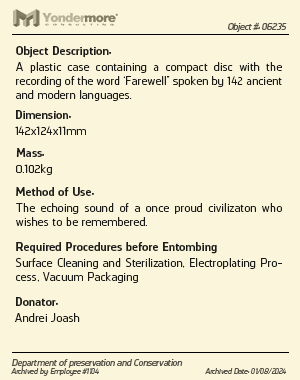 Yondermore®
CONSULTING
Object #: 06235
Object Description:
A plastic case containing a compact disc with the
recording of the word "Farewell" spoken by 142 ancient
and modern languages.
Dimension:
142x124x11mm
Mass:
0.102kg
Method of Use:
The echoing sound of a once proud civilizaton who
wishes to be remembered.
Required Procedures before Entombing
Surface Cleaning and Sterilization, Electroplating Pro-
cess, Vacuum Packaging
Donator:
Andrei Joash
Department of preservation and Conservation
Archived by Employee #1104
Archived Date: 01/08/2024